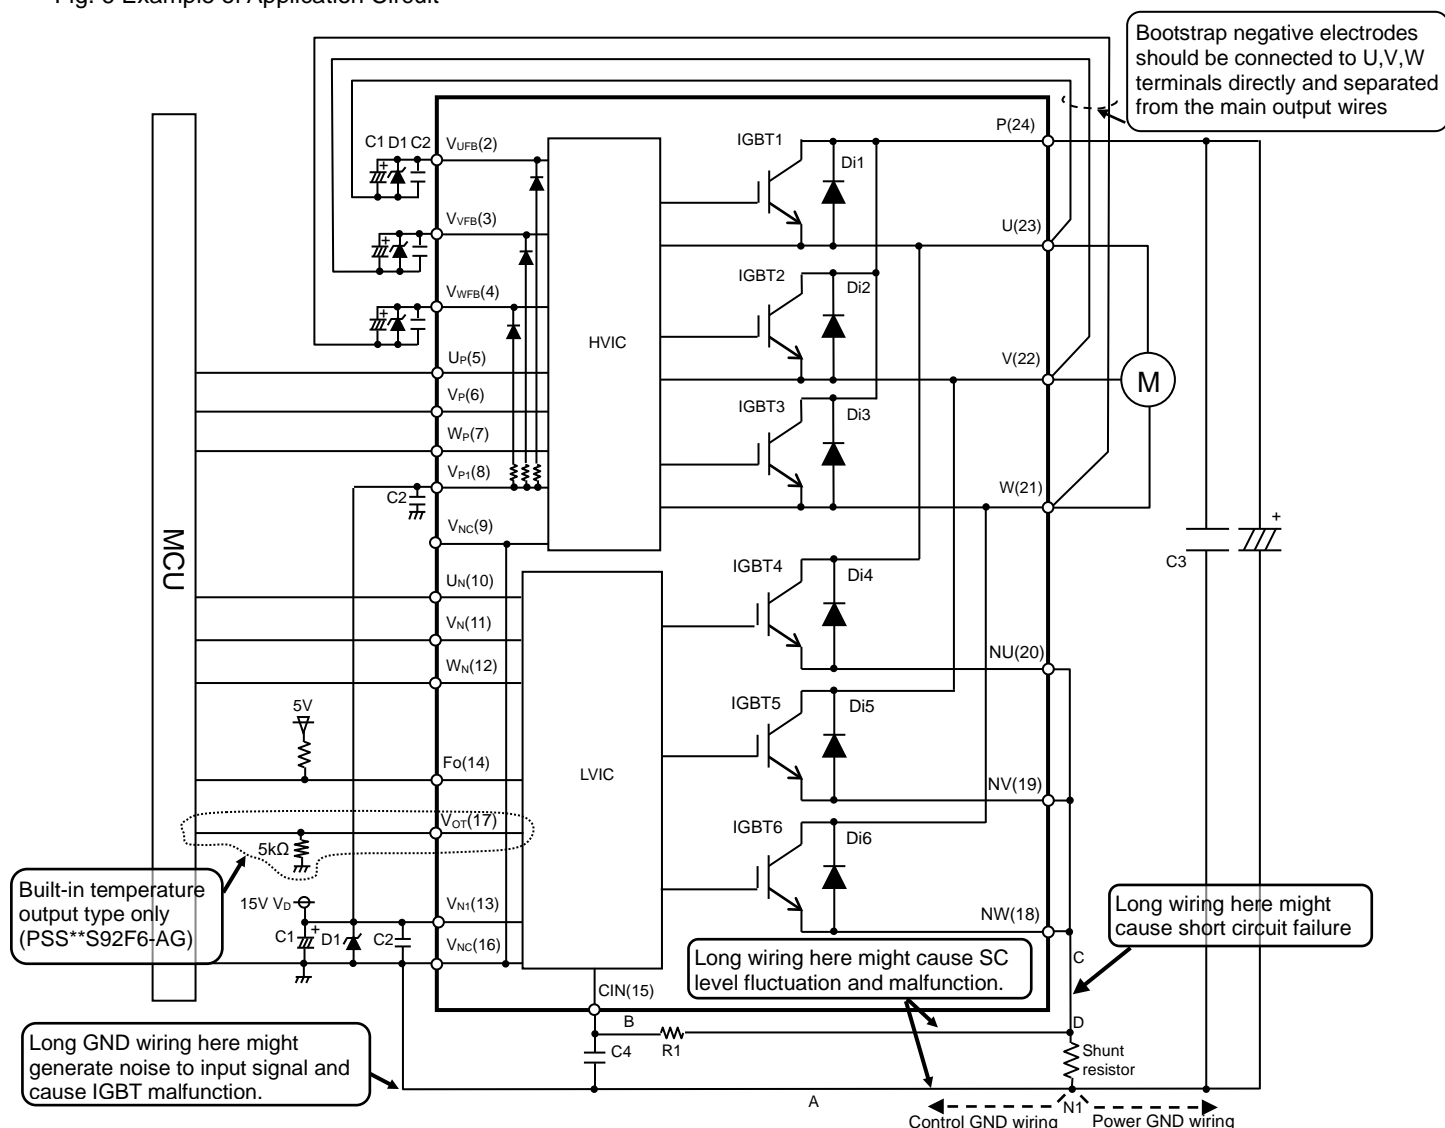 Fig. 8 Example of Application Circuit
Bootstrap negative electrodes
should be connected to U,V,W
terminals directly and separated
from the main output wires
P(24)
IGBT1
Di1
C1 D1 C2
+
VUFB(2)
U(23)
VVFB(3)
+
IGBT2
Di2
VWFB(4)
+
HVIC
UP(5)
V(22)
M
VP(6)
IGBT3
Di3
WP(7)
VP1(8)
C2
W(21)
+
C3
VNC(9)
MCU
IGBT4
Di4
UN(10)
VN(11)
NU(20)
WN(12)
IGBT5
Di5
5V
Fo(14)
LVIC
NV(19)
VOT(17)
5kΩ
IGBT6
Di6
Built-in temperature
output type only
(PSS**S92F6-AG)
15V VD
VN1(13)
NW(18)
Long wiring here might
cause short circuit failure
C1
+
D1
C2
VNC(16)
Long wiring here might cause SC
level fluctuation and malfunction.
C
CIN(15)
B
D
R1
C4
Shunt
resistor
Long GND wiring here might
generate noise to input signal and
cause IGBT malfunction.
A
N1
Control GND wiring
Power GND wiring